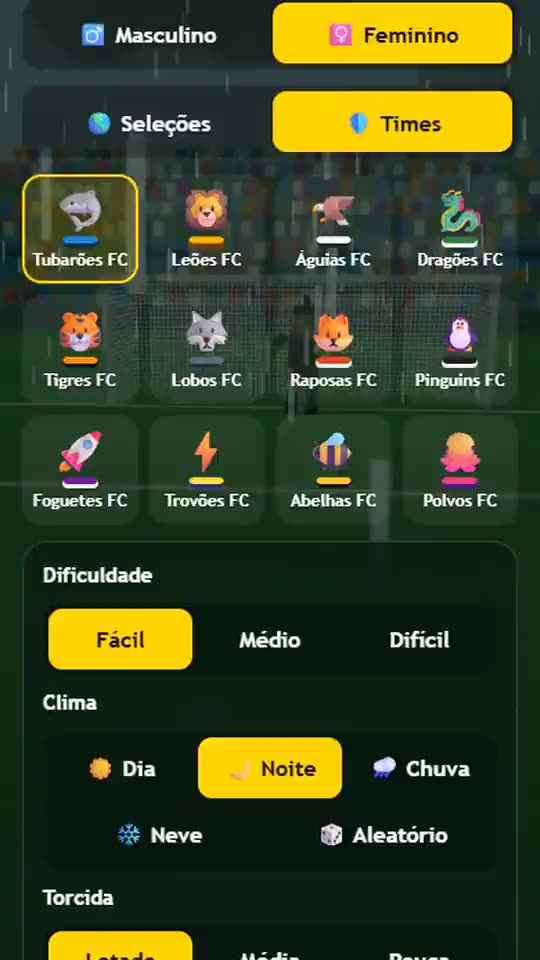 Masculino Feminino
Seleções Times
Tubarões FC Leões FC Águias FC Dragões FC
Tigres FC Lobos FC Raposas FC Pinguins FC
Foguetes FC Trovões FC Abelhas FC Polvos FC
Dificuldade
Fácil Médio Difícil
Clima
Dia Noite Chuva
Neve Aleatório
Torcida